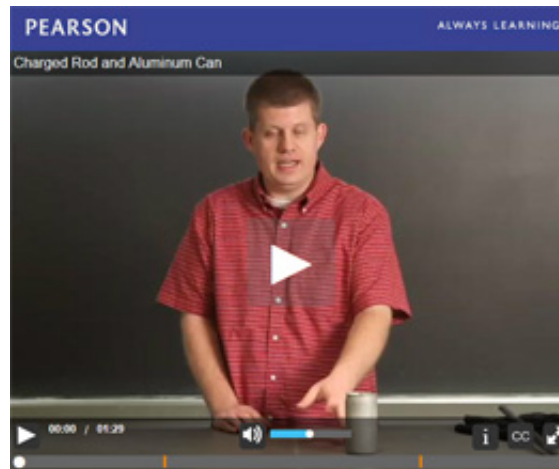 PEARSON
ALWAYS LEARNING
Charged Rod and Aluminum Can
00:00 / 01:29
i
CC